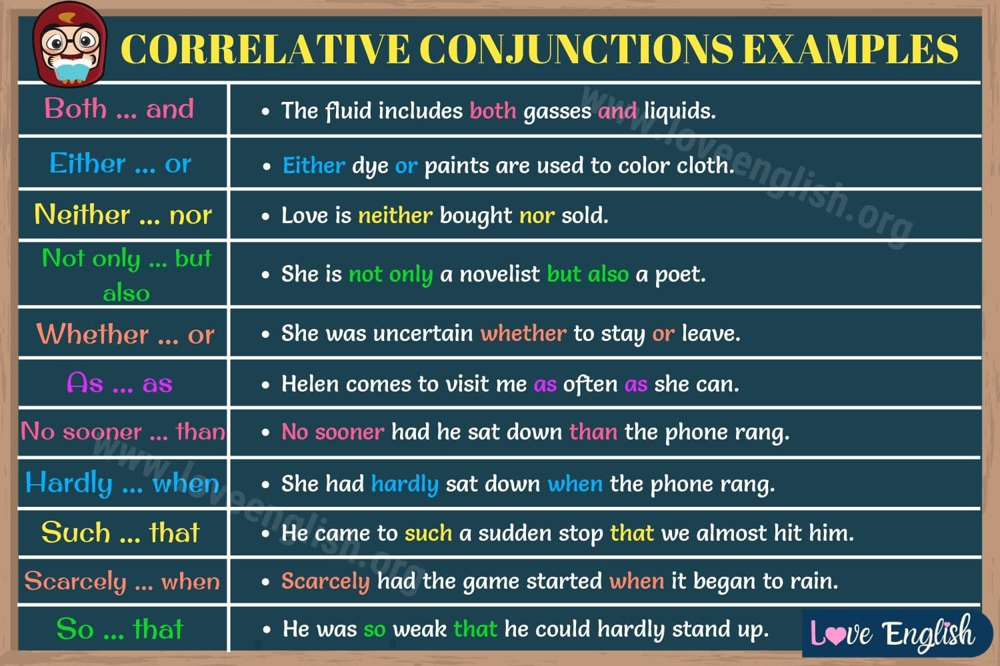 CORRELATIVE CONJUNCTIONS EXAMPLES
Both ... and
• The fluid includes both gasses and liquids.
Either ... or
• Either dye or paints are used to color cloth.
Neither ... nor
• Love is neither bought nor sold.
Not only ... but
also
• She is not only a novelist but also a poet.
Whether ... or
• She was uncertain whether to stay or leave.
As ... as
• Helen comes to visit me as often as she can.
No sooner ... than
• No sooner had he sat down than the phone rang.
Hardly ... when
• She had hardly sat down when the phone rang.
Such ... that
• He came to such a sudden stop that we almost hit him.
Scarcely ... when
• Scarcely had the game started when it began to rain.
So ... that
• He was so weak that he could hardly stand up.
www.loveenglish.org
www.loveenglish.org
Love English